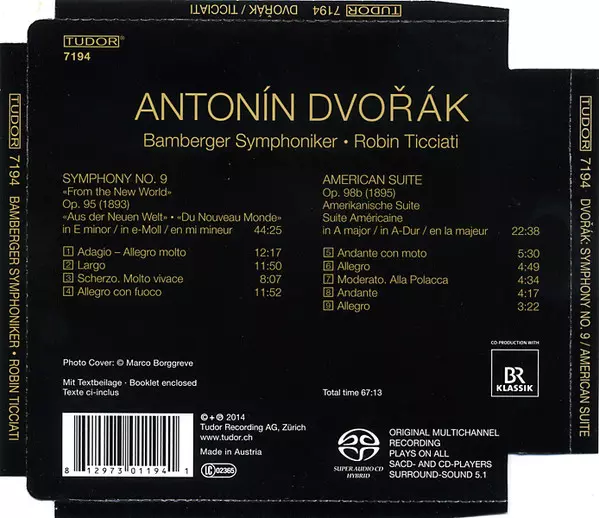 DVOŘÁK / TICCIATI
7194
TUDOR
TUDOR
7194
ANTONÍN DVOŘÁK
Bamberger Symphoniker • Robin Ticciati
SYMPHONY NO. 9
«From the New World»
Op. 95 (1893)
«Aus der Neuen Welt» • «Du Nouveau Monde»
in E minor / in e-Moll / en mi mineur 44:25
1 Adagio – Allegro molto 12:17
2 Largo 11:50
3 Scherzo. Molto vivace 8:07
4 Allegro con fuoco 11:52
AMERICAN SUITE
Op. 98b (1895)
Amerikanische Suite
Suite Américaine
in A major / in A-Dur / en la majeur 22:38
5 Andante con moto 5:30
6 Allegro 4:49
7 Moderato. Alla Polacca 4:34
8 Andante 4:17
9 Allegro 3:22
CO-PRODUCTION WITH
BR
KLASSIK
Photo Cover: © Marco Borggreve
Mit Textbeilage · Booklet enclosed
Texte ci-inclus
Total time 67:13
8 12973 01194 1
© + ℗ 2014
Tudor Recording AG, Zürich
www.tudor.ch
Made in Austria
LC 02365
SUPER AUDIO CD
HYBRID
ORIGINAL MULTICHANNEL
RECORDING
PLAYS ON ALL
SACD- AND CD-PLAYERS
SURROUND-SOUND 5.1
TUDOR 7194 BAMBERGER SYMPHONIKER • ROBIN TICCIATI
TUDOR 7194 DVOŘÁK: SYMPHONY NO. 9 / AMERICAN SUITE